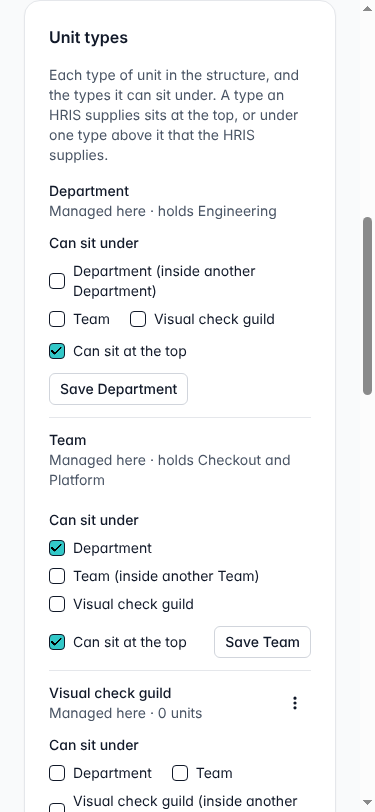 Unit types
Each type of unit in the structure, and
the types it can sit under. A type an
HRIS supplies sits at the top, or under
one type above it that the HRIS
supplies.
Department
Managed here · holds Engineering
Can sit under
Department (inside another
Department)
Team
Visual check guild
Can sit at the top
Save Department
Team
Managed here · holds Checkout and
Platform
Can sit under
Department
Team (inside another Team)
Visual check guild
Can sit at the top
Save Team
Visual check guild
Managed here · 0 units
Can sit under
Department
Team
Visual check guild (inside another